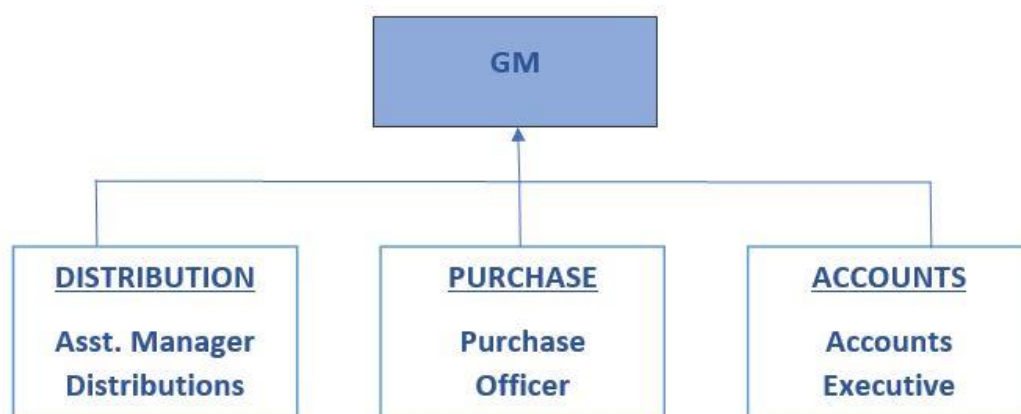 GM
DISTRIBUTION
Asst. Manager
Distributions
PURCHASE
Purchase
Officer
ACCOUNTS
Accounts
Executive